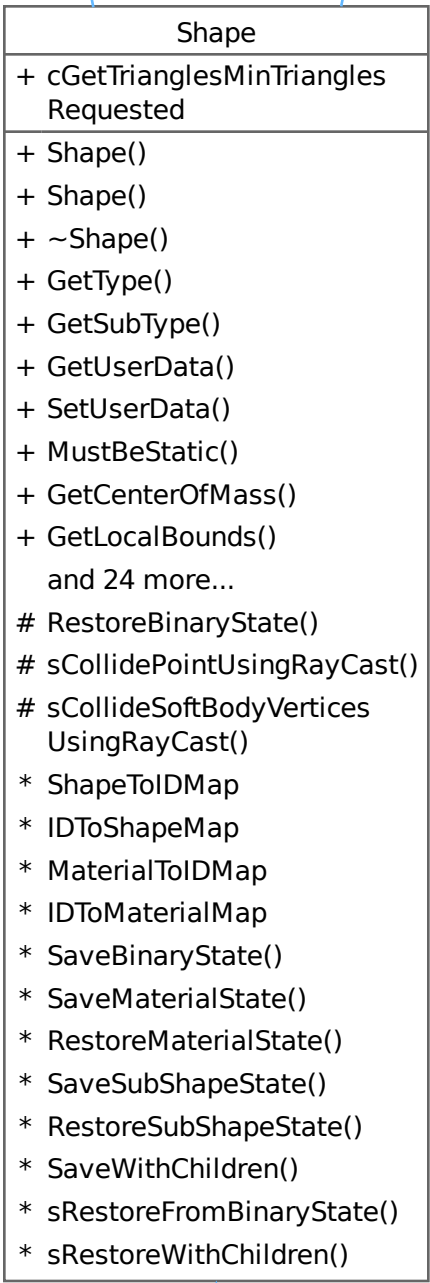 Shape
+ cGetTrianglesMinTriangles
Requested
+ Shape()
+ Shape()
+ ~Shape()
+ GetType()
+ GetSubType()
+ GetUserData()
+ SetUserData()
+ MustBeStatic()
+ GetCenterOfMass()
+ GetLocalBounds()
and 24 more...
# RestoreBinaryState()
# sCollidePointUsingRayCast()
# sCollideSoftBodyVertices
UsingRayCast()
* ShapeToIDMap
* IDToShapeMap
* MaterialToIDMap
* IDToMaterialMap
* SaveBinaryState()
* SaveMaterialState()
* RestoreMaterialState()
* SaveSubShapeState()
* RestoreSubShapeState()
* SaveWithChildren()
* sRestoreFromBinaryState()
* sRestoreWithChildren()